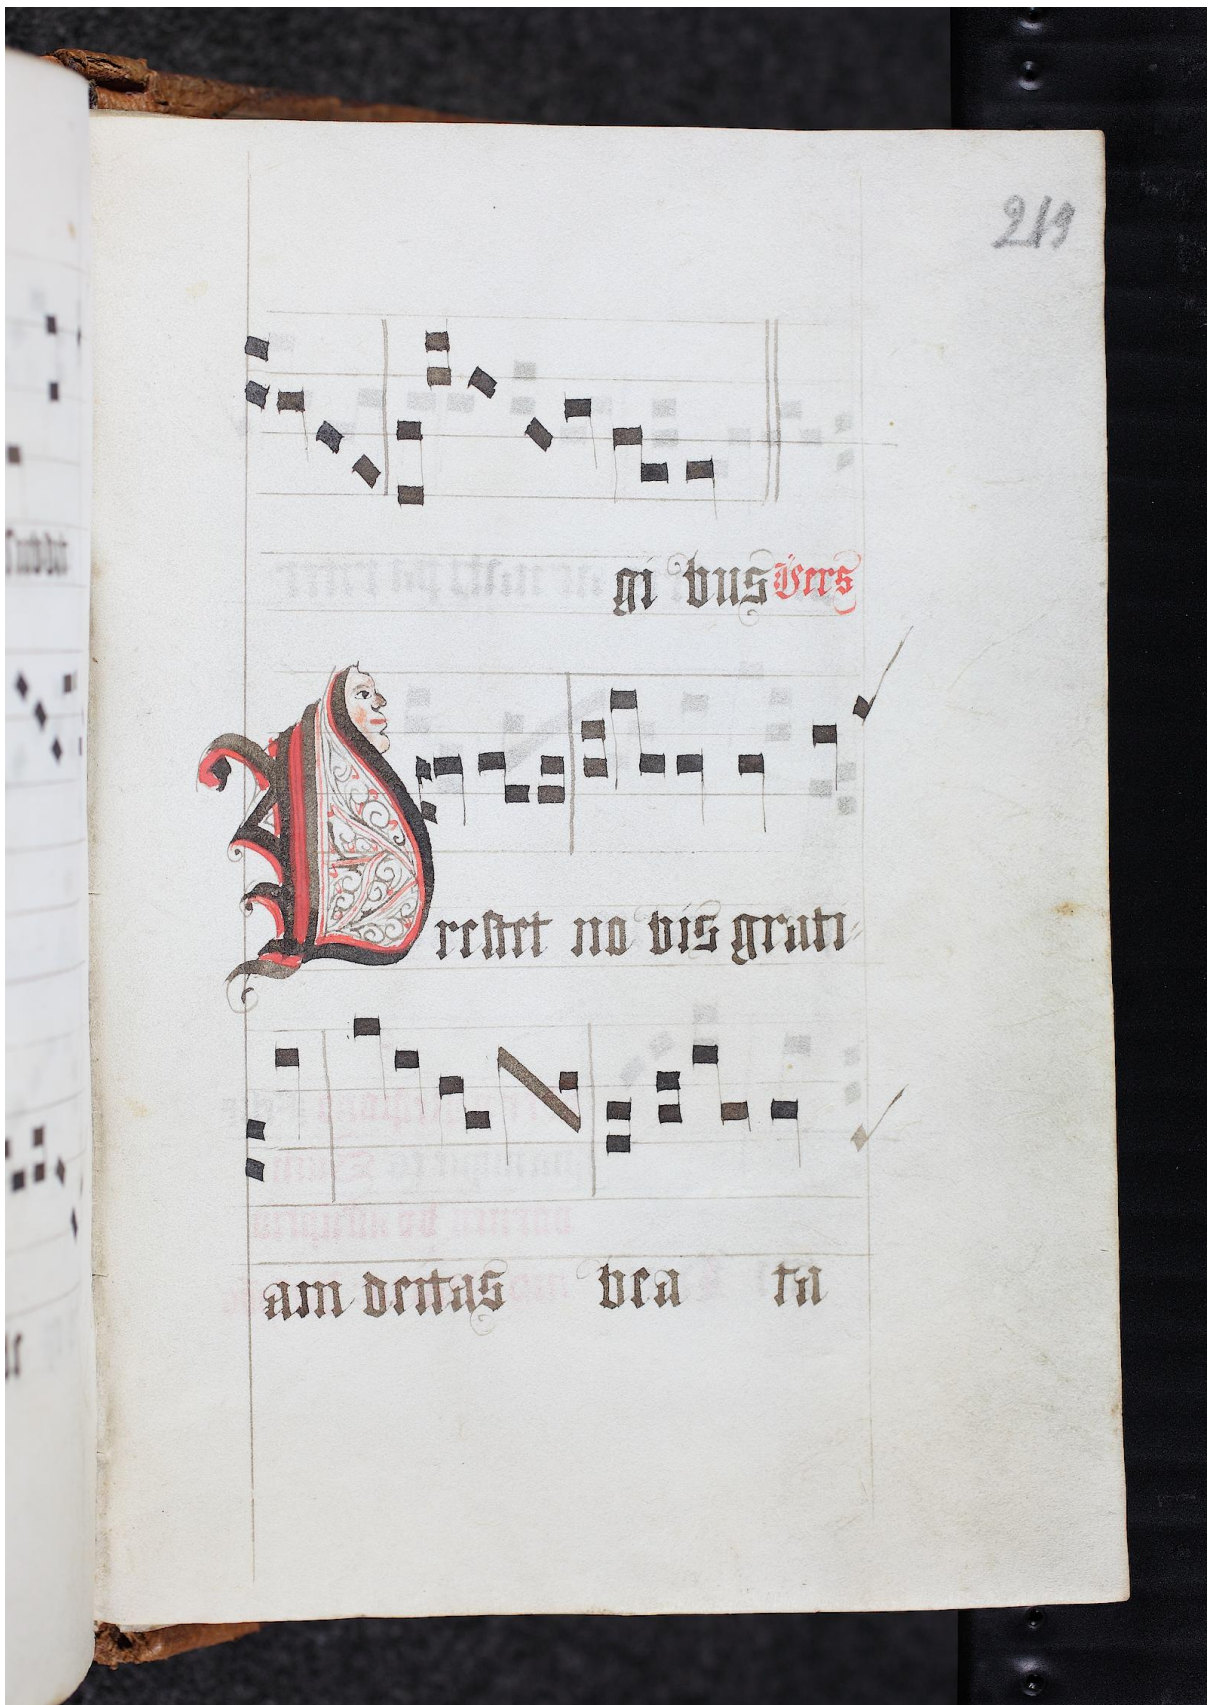 219
gi bus Vers
Prestet no bis grati
am deitas bea ta